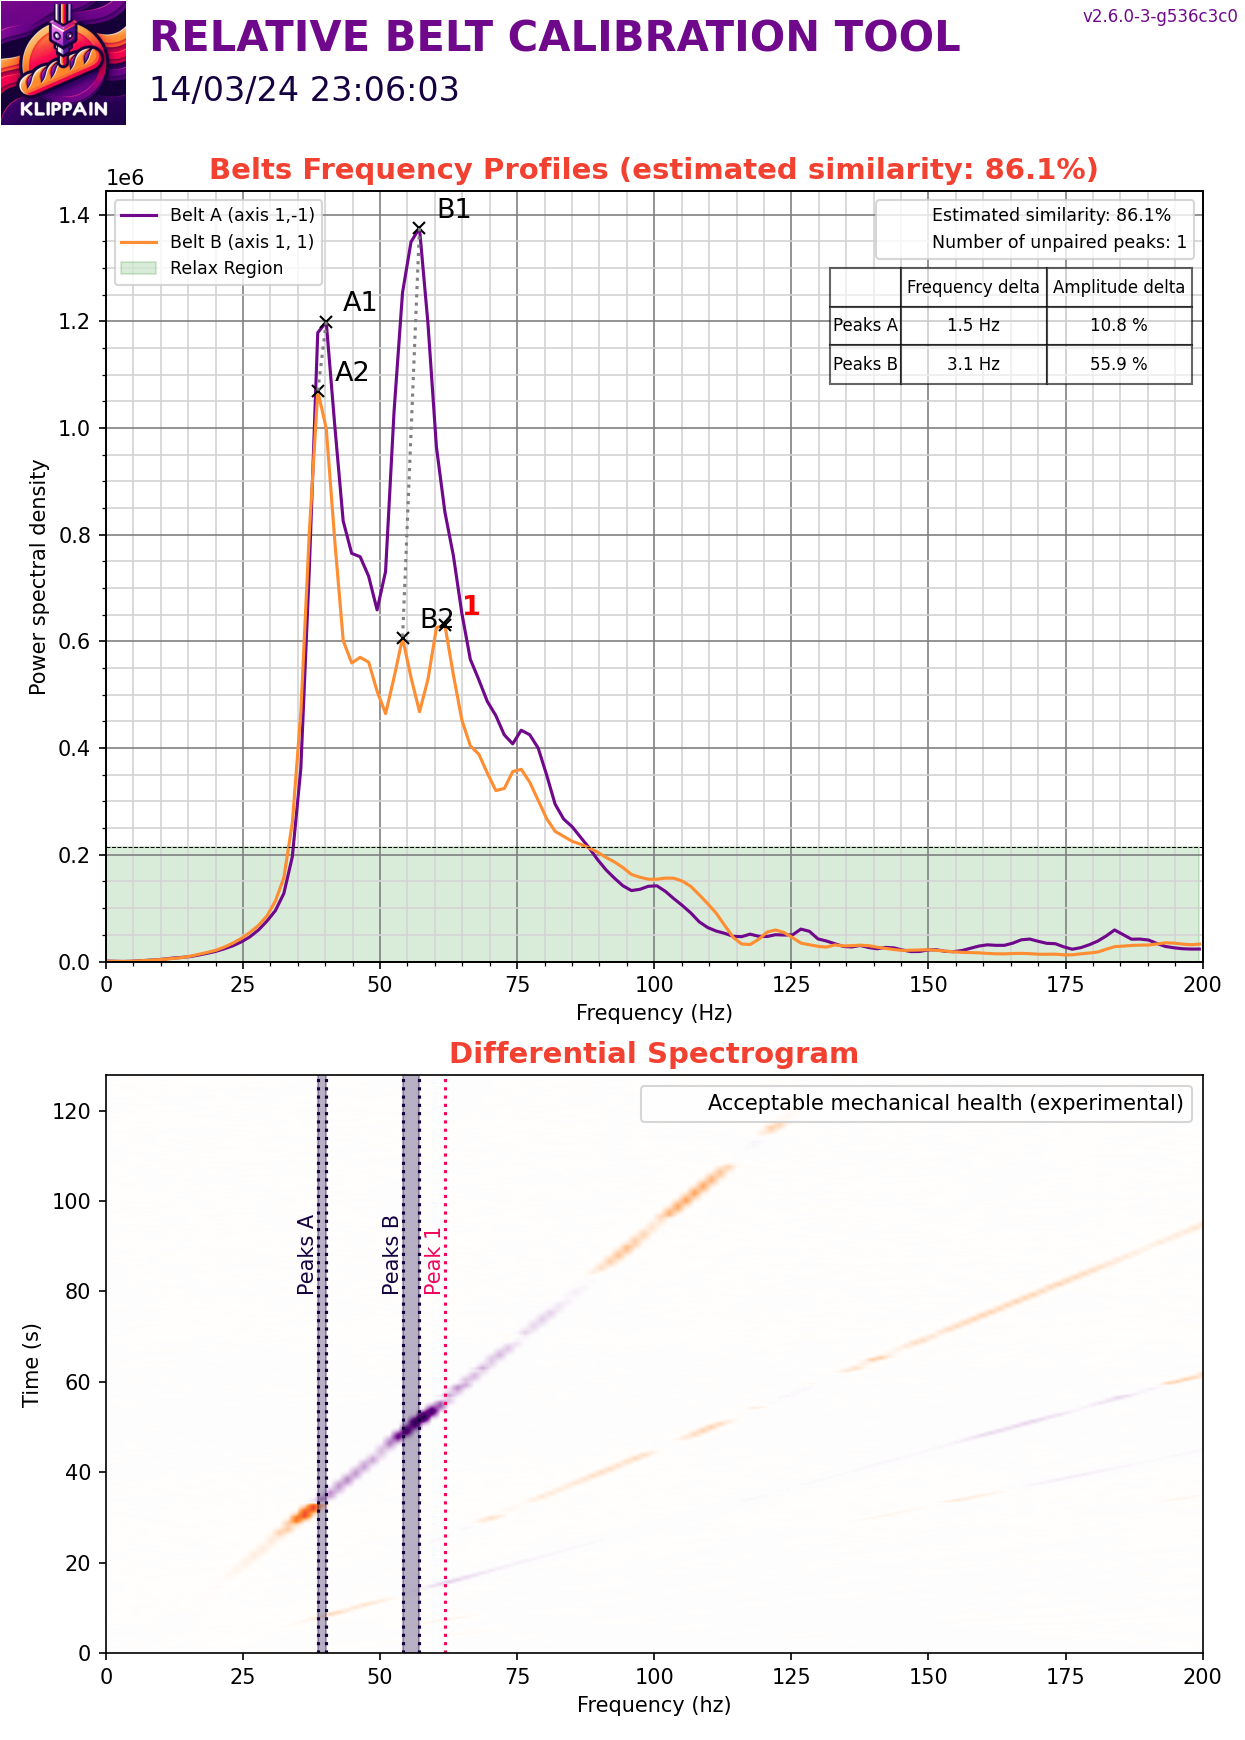 v2.6.0-3-g536c3c0
RELATIVE BELT CALIBRATION TOOL
14/03/24 23:06:03
KLIPPAIN
Belts Frequency Profiles (estimated similarity: 86.1%)
1e6
Belt A (axis 1,-1)
Belt B (axis 1, 1)
Relax Region
Estimated similarity: 86.1%
Number of unpaired peaks: 1
Frequency delta Amplitude delta
Peaks A 1.5 Hz 10.8 %
Peaks B 3.1 Hz 55.9 %
B1
A1
A2
B2
1
Power spectral density
1.4
1.2
1.0
0.8
0.6
0.4
0.2
0.0
0 25 50 75 100 125 150 175 200
Frequency (Hz)
Differential Spectrogram
Acceptable mechanical health (experimental)
Peaks A
Peaks B
Peak 1
Time (s)
120
100
80
60
40
20
0
0 25 50 75 100 125 150 175 200
Frequency (hz)